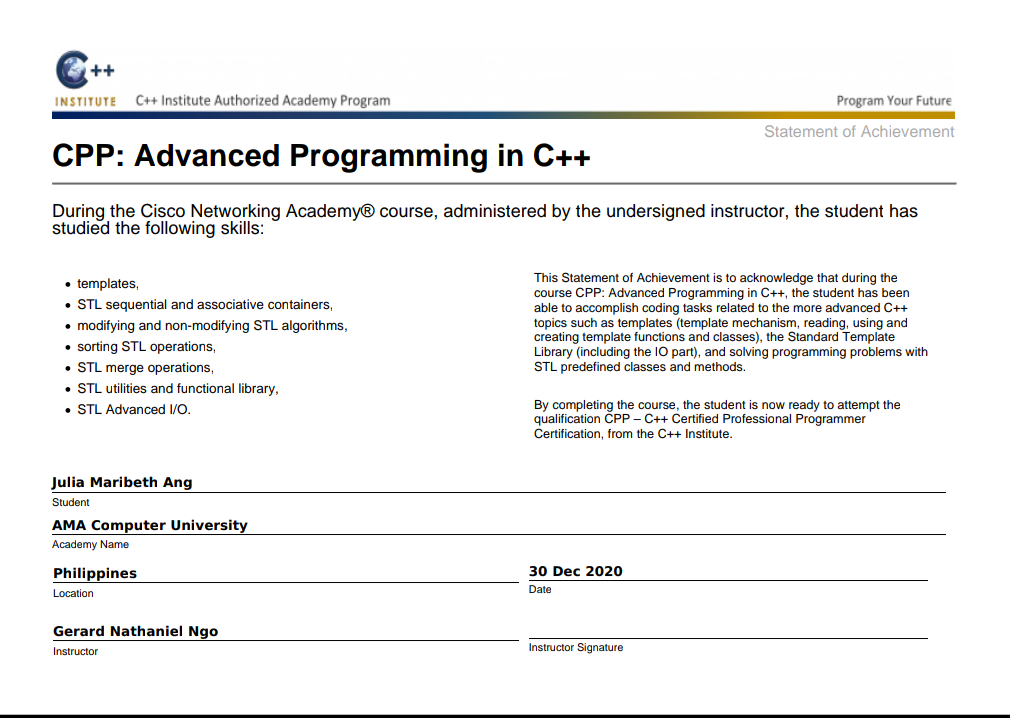 C++
INSTITUTE
C++ Institute Authorized Academy Program
Program Your Future
Statement of Achievement
CPP: Advanced Programming in C++
During the Cisco Networking Academy® course, administered by the undersigned instructor, the student has
studied the following skills:
• templates,
• STL sequential and associative containers,
• modifying and non-modifying STL algorithms,
• sorting STL operations,
• STL merge operations,
• STL utilities and functional library,
• STL Advanced I/O.
This Statement of Achievement is to acknowledge that during the
course CPP: Advanced Programming in C++, the student has been
able to accomplish coding tasks related to the more advanced C++
topics such as templates (template mechanism, reading, using and
creating template functions and classes), the Standard Template
Library (including the IO part), and solving programming problems with
STL predefined classes and methods.
By completing the course, the student is now ready to attempt the
qualification CPP – C++ Certified Professional Programmer
Certification, from the C++ Institute.
Julia Maribeth Ang
Student
AMA Computer University
Academy Name
Philippines
Location
30 Dec 2020
Date
Gerard Nathaniel Ngo
Instructor
Instructor Signature